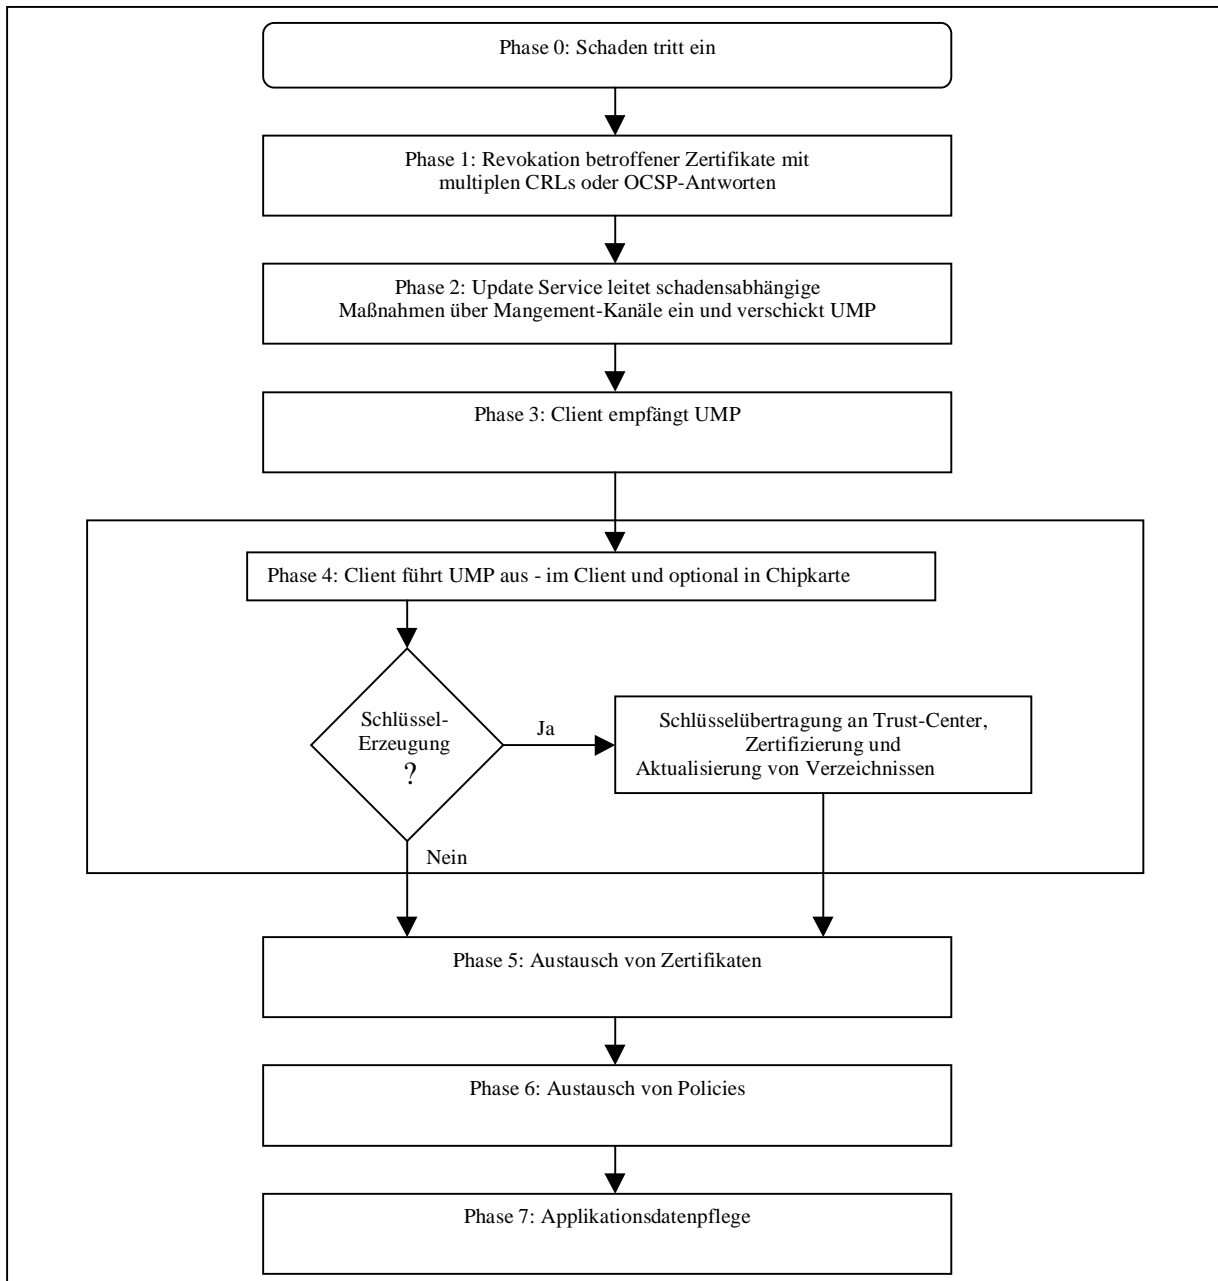 Phase 0: Schaden tritt ein
Phase 1: Revokation betroffener Zertifikate mit
multiplen CRLs oder OCSP-Antworten
Phase 2: Update Service leitet schadensabhängige
Maßnahmen über Mangement-Kanäle ein und verschickt UMP
Phase 3: Client empfängt UMP
Phase 4: Client führt UMP aus - im Client und optional in Chipkarte
Schlüssel-
Erzeugung
?
Ja
Schlüsselübertragung an Trust-Center,
Zertifizierung und
Aktualisierung von Verzeichnissen
Nein
Phase 5: Austausch von Zertifikaten
Phase 6: Austausch von Policies
Phase 7: Applikationsdatenpflege